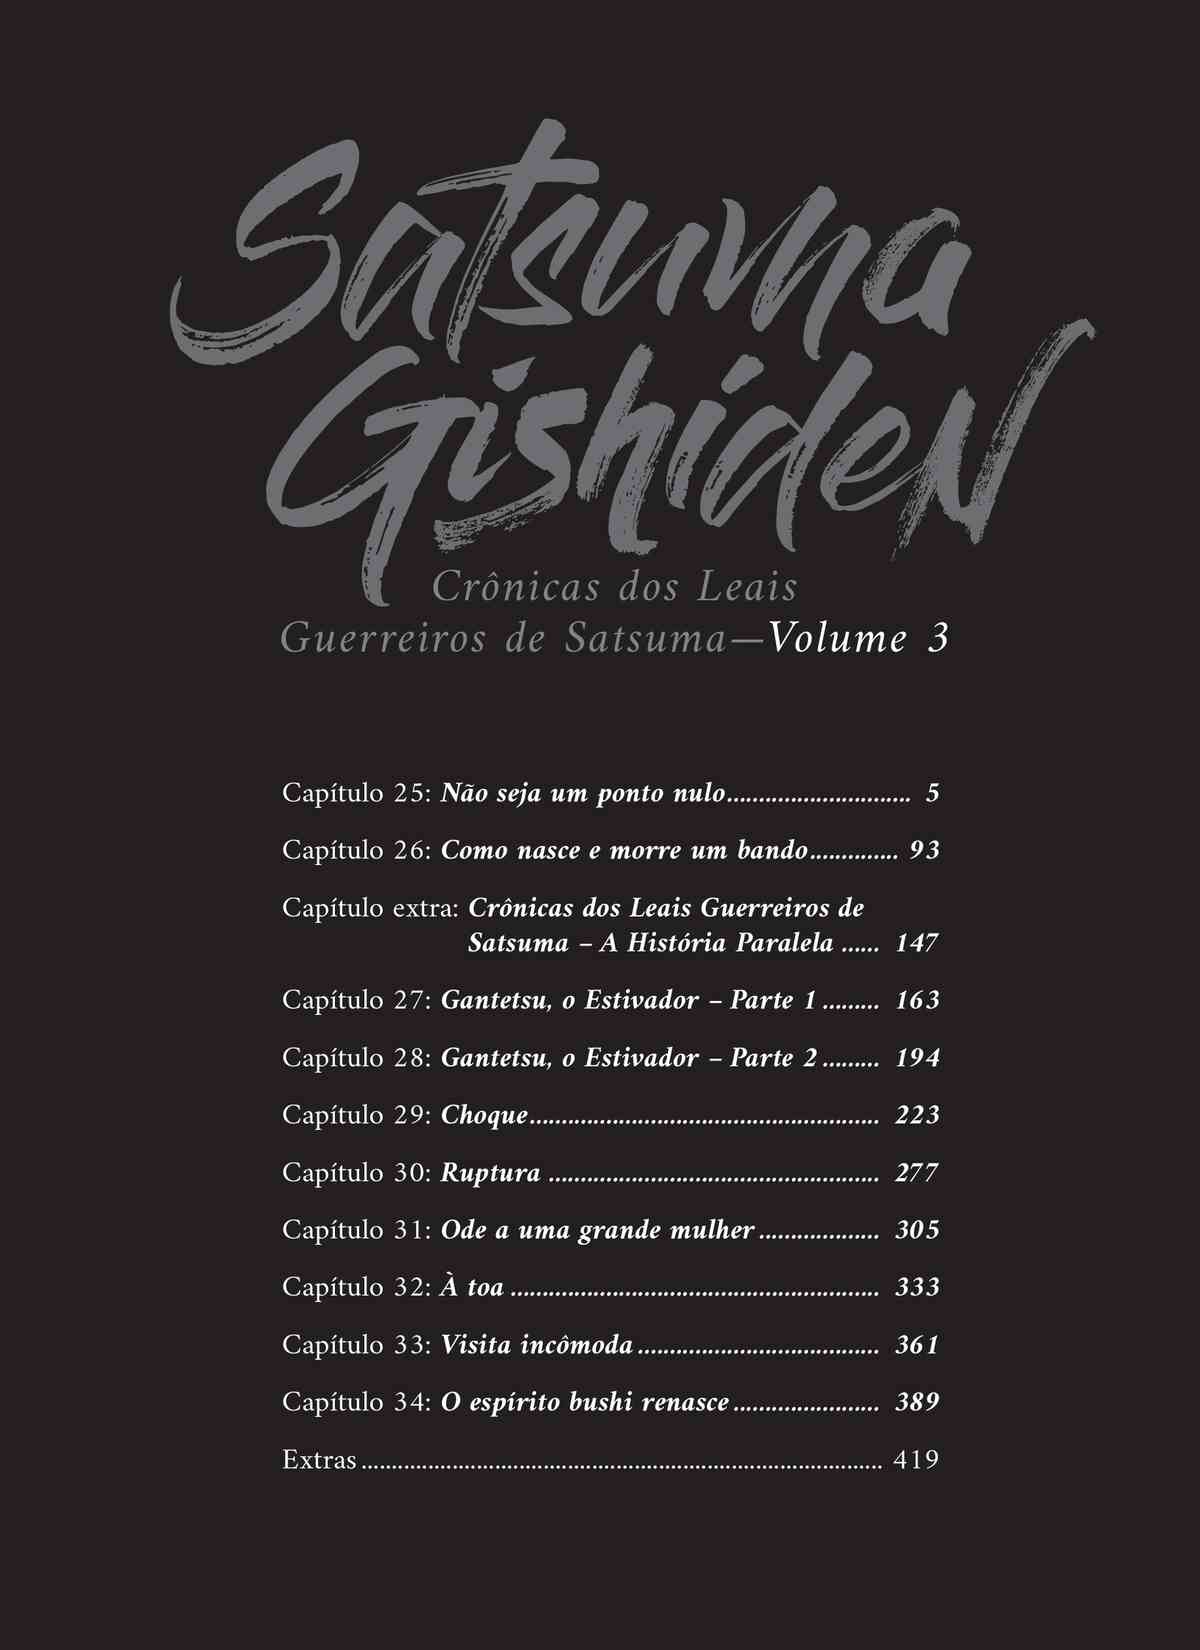 Satsuma
Gishiden
Crônicas dos Leais
Guerreiros de Satsuma—Volume 3
Capítulo 25: Não seja um ponto nulo............................. 5
Capítulo 26: Como nasce e morre um bando.............. 93
Capítulo extra: Crônicas dos Leais Guerreiros de
Satsuma – A História Paralela ...... 147
Capítulo 27: Gantetsu, o Estivador – Parte 1 ......... 163
Capítulo 28: Gantetsu, o Estivador – Parte 2 ......... 194
Capítulo 29: Choque....................................................... 223
Capítulo 30: Ruptura .................................................... 277
Capítulo 31: Ode a uma grande mulher ................... 305
Capítulo 32: À toa .......................................................... 333
Capítulo 33: Visita incômoda ...................................... 361
Capítulo 34: O espírito bushi renasce ....................... 389
Extras .................................................................................. 419